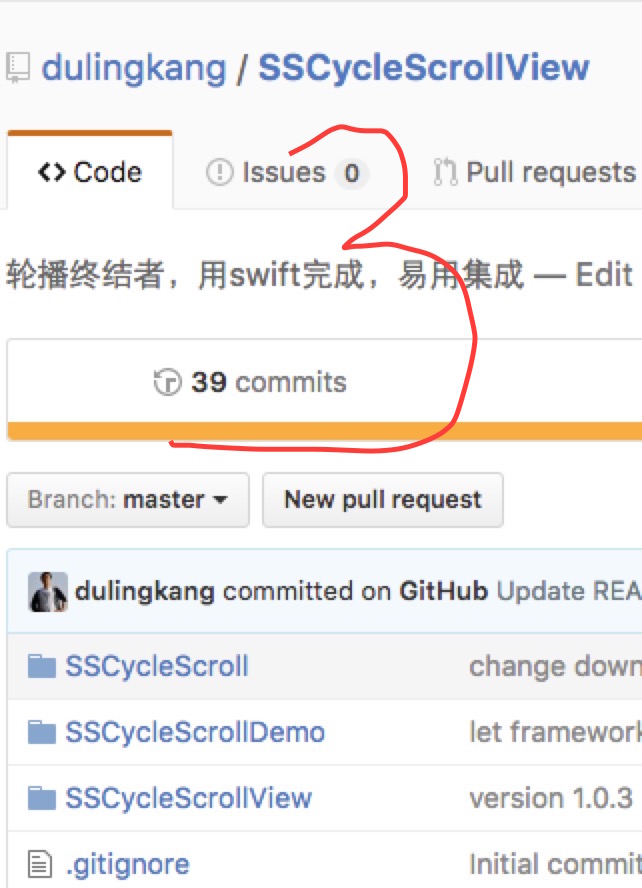 dulingkang / SSCycleScrollView
Code Issues 0 Pull requests
轮播终结者，用swift完成，易用集成 — Edit
39 commits
Branch: master New pull request
dulingkang committed on GitHub Update REA
SSCycleScroll change down
SSCycleScrollDemo let framework
SSCycleScrollView version 1.0.3
.gitignore Initial commit
3